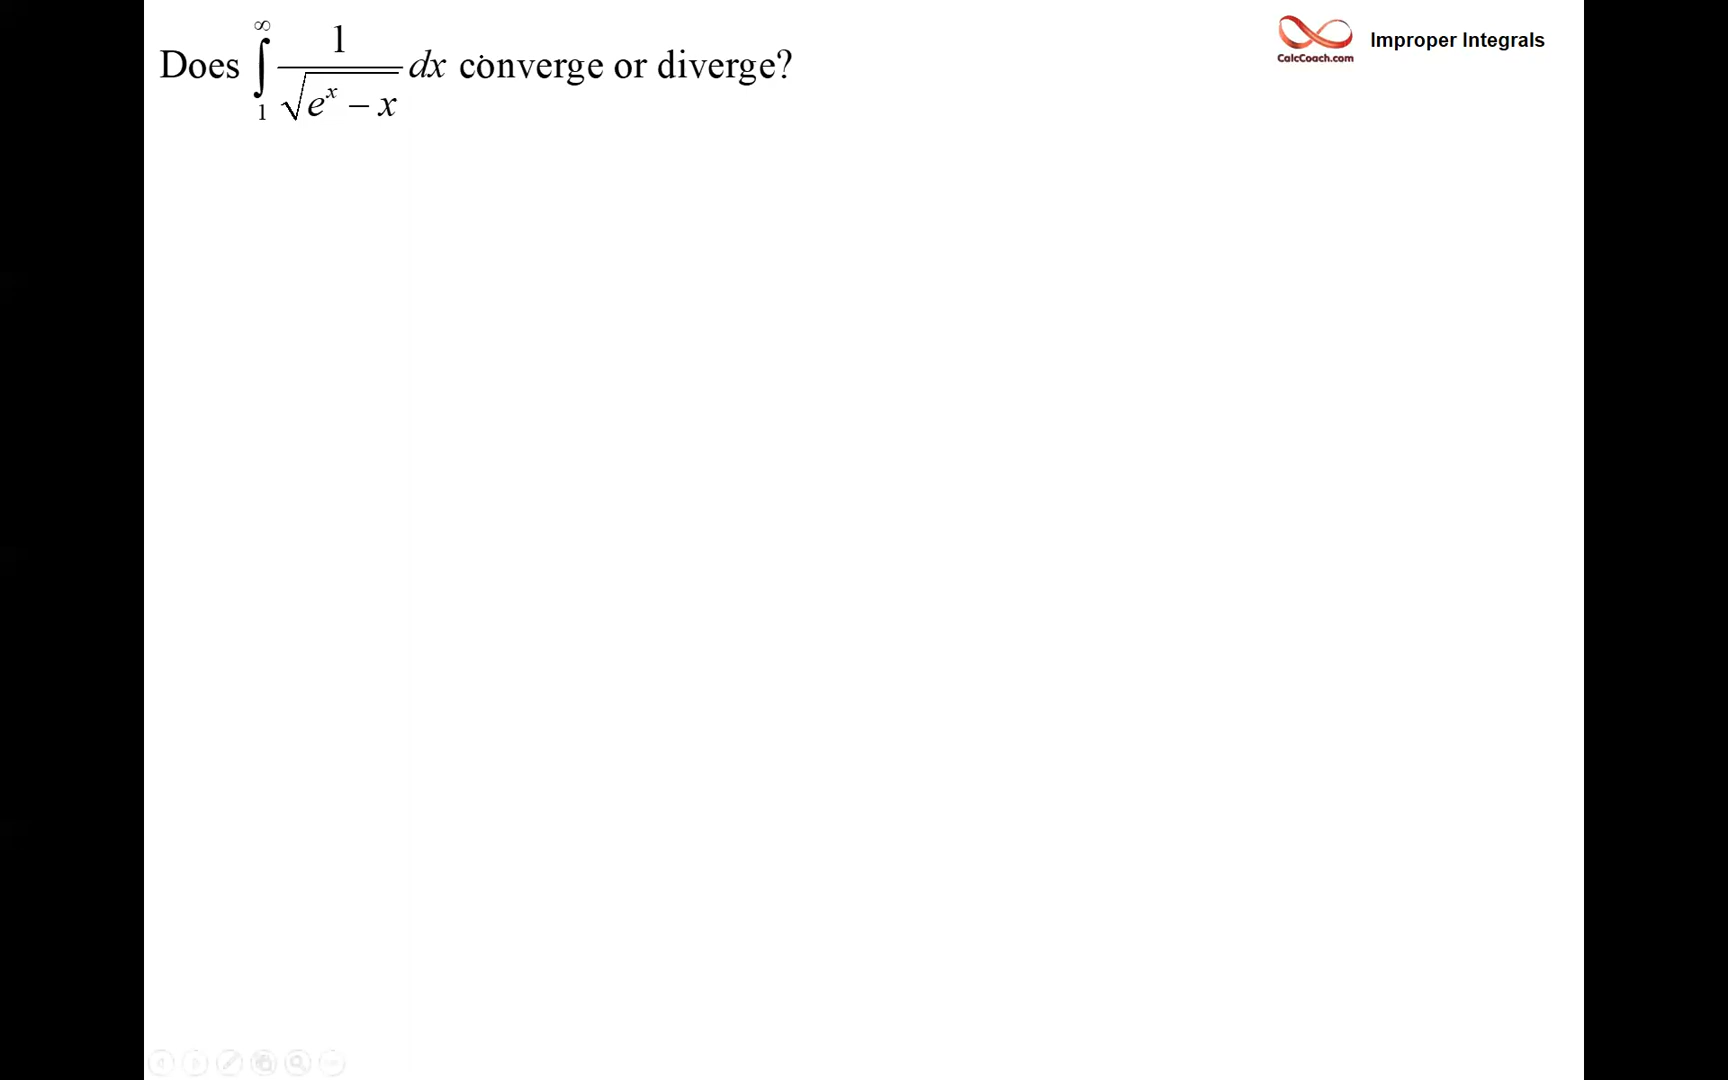 Does ∫₁^∞ 1/√(eˣ − x) dx converge or diverge?
CalcCoach.com
Improper Integrals